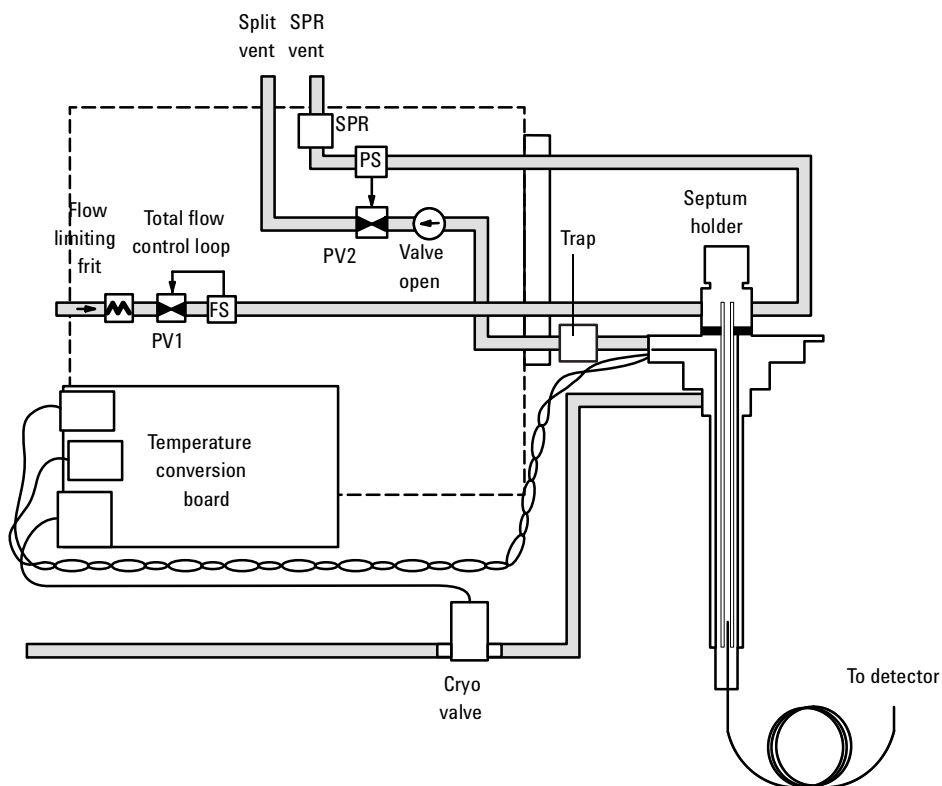 Split
vent
SPR
vent
SPR
PS
Flow
limiting
frit
Total flow
control loop
PV2
Valve
open
Trap
Septum
holder
FS
PV1
Temperature
conversion
board
Cryo
valve
To detector